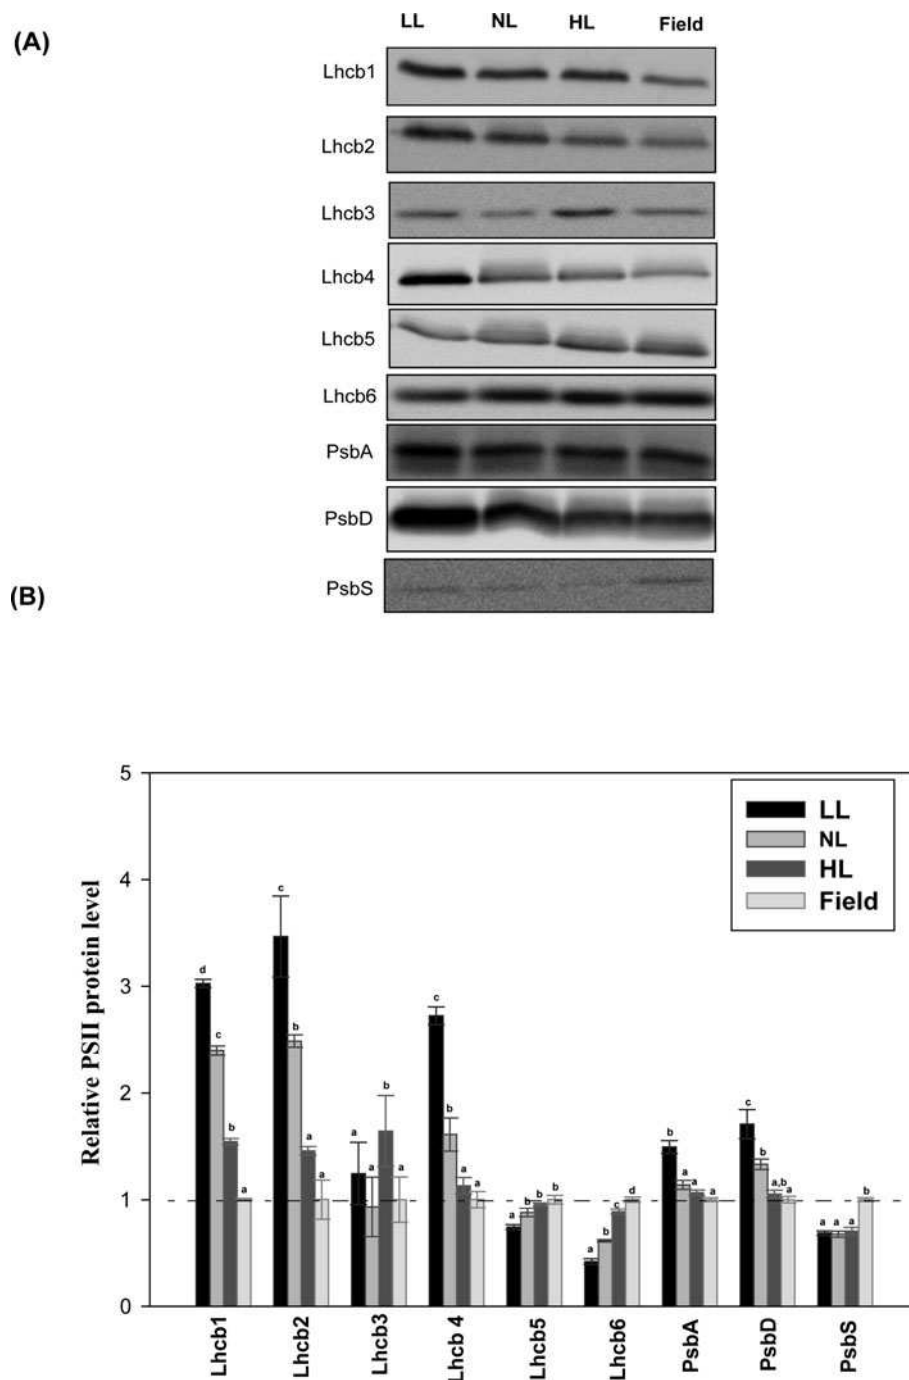 (A)
LL NL HL Field
Lhcb1
Lhcb2
Lhcb3
Lhcb4
Lhcb5
Lhcb6
PsbA
PsbD
PsbS
(B)
Relative PSII protein level
5
4
3
2
1
0
LL
NL
HL
Field
d c b a
c b a a
a a b a
c b a a
a b b b
a b c d
b a a a
c b a,b a
a a a b
Lhcb1 Lhcb2 Lhcb3 Lhcb 4 Lhcb5 Lhcb6 PsbA PsbD PsbS